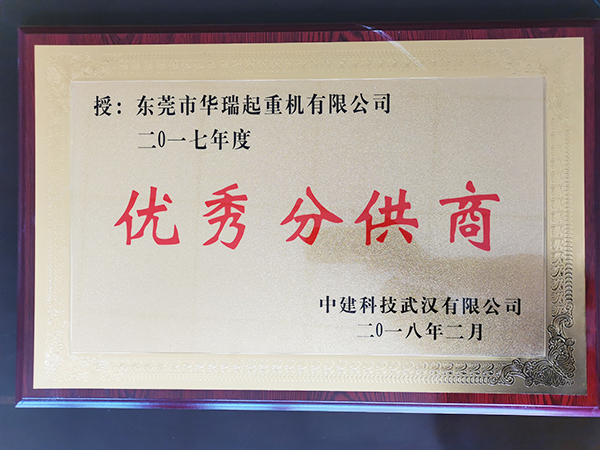 授：东莞市华瑞起重机有限公司
二0一七年度
优秀分供商
中建科技武汉有限公司
二0一八年二月